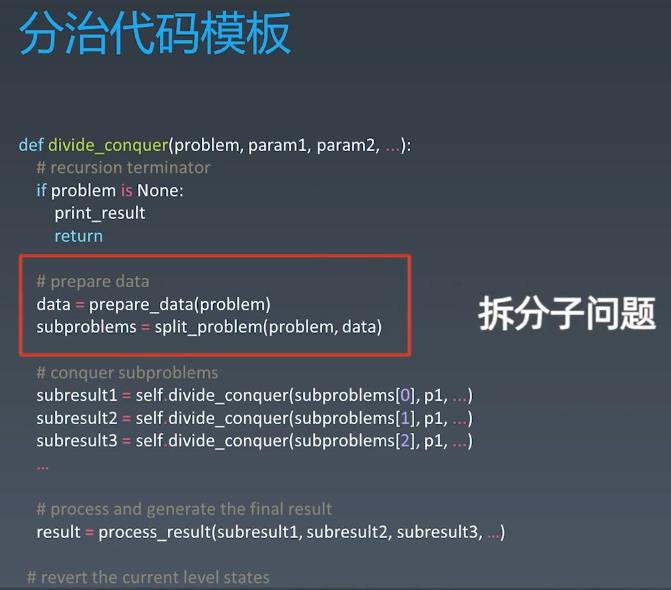 分治代码模板
def divide_conquer(problem, param1, param2, ...):
# recursion terminator
if problem is None:
print_result
return
# prepare data
data = prepare_data(problem)
subproblems = split_problem(problem, data)
拆分子问题
# conquer subproblems
subresult1 = self.divide_conquer(subproblems[0], p1, ...)
subresult2 = self.divide_conquer(subproblems[1], p1, ...)
subresult3 = self.divide_conquer(subproblems[2], p1, ...)
...
# process and generate the final result
result = process_result(subresult1, subresult2, subresult3, ...)
# revert the current level states